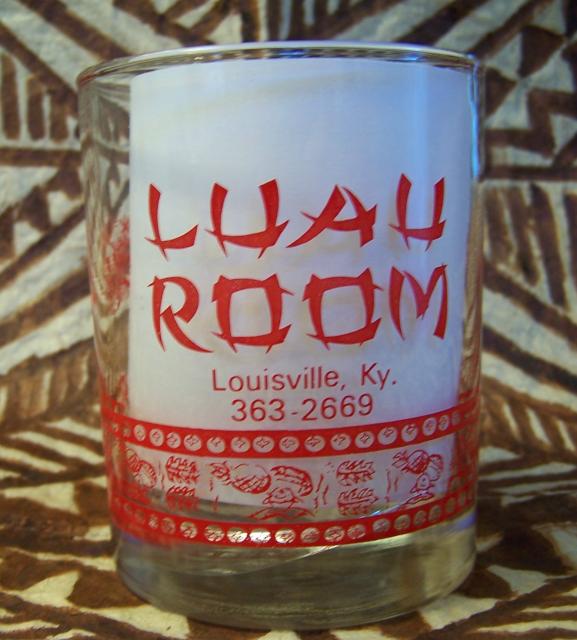 LUAU
ROOM
Louisville, Ky.
363-2669